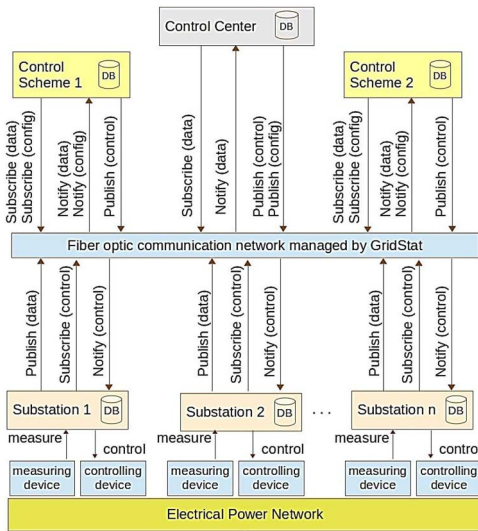 Control Center
DB
Control
Scheme 1
DB
Control
Scheme 2
DB
Subscribe (data)
Subscribe (config)
Notify (data)
Notify (config)
Publish (control)
Subscribe (data)
Notify (data)
Publish (control)
Publish (config)
Subscribe (data)
Subscribe (config)
Notify (data)
Notify (config)
Publish (control)
Fiber optic communication network managed by GridStat
Publish (data)
Subscribe (control)
Notify (control)
Publish (data)
Subscribe (control)
Notify (control)
Publish (data)
Subscribe (control)
Notify (control)
Substation 1
DB
Substation 2
DB
. . .
Substation n
DB
measure
control
measure
control
measure
control
measuring
device
controlling
device
measuring
device
controlling
device
measuring
device
controlling
device
Electrical Power Network